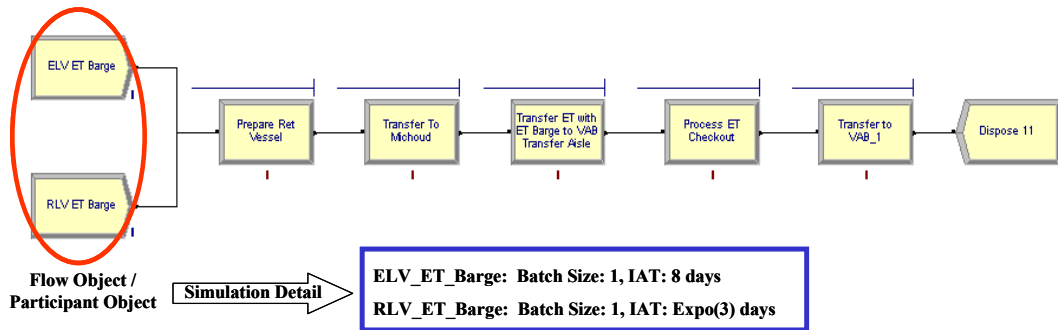 ELV ET Barge
RLV ET Barge
Prepare Ret
Vessel
Transfer To
Michoud
Transfer ET with
ET Barge to VAB
Transfer Aisle
Process ET
Checkout
Transfer to
VAB_1
Dispose 11
Flow Object /
Participant Object
Simulation Detail
ELV_ET_Barge: Batch Size: 1, IAT: 8 days
RLV_ET_Barge: Batch Size: 1, IAT: Expo(3) days